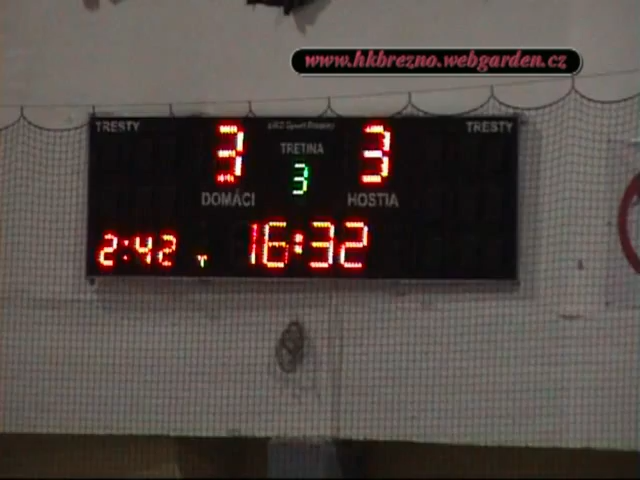 www.hkbrezno.webgarden.cz
TRESTY TRESTY
3 3
TRETINA
3
DOMÁCI HOSTIA
2:42 16:32